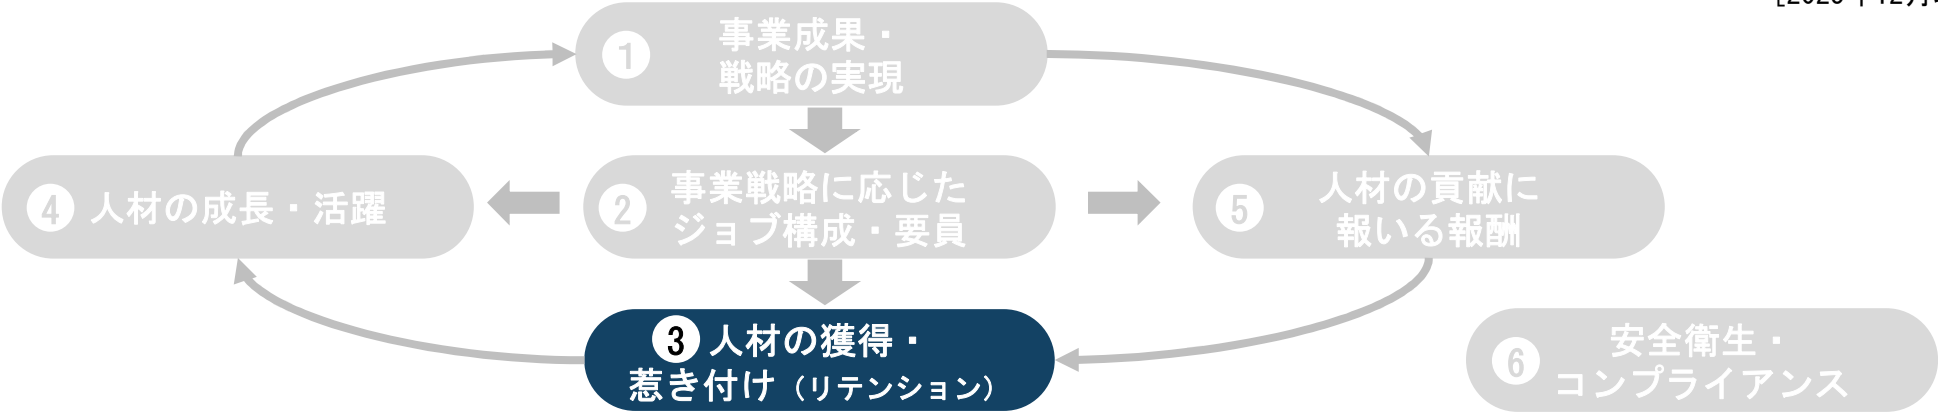 1 事業成果・
戦略の実現
4 人材の成長・活躍
2 事業戦略に応じた
ジョブ構成・要員
5 人材の貢献に
報いる報酬
3 人材の獲得・
惹き付け（リテンション）
6 安全衛生・
コンプライアンス